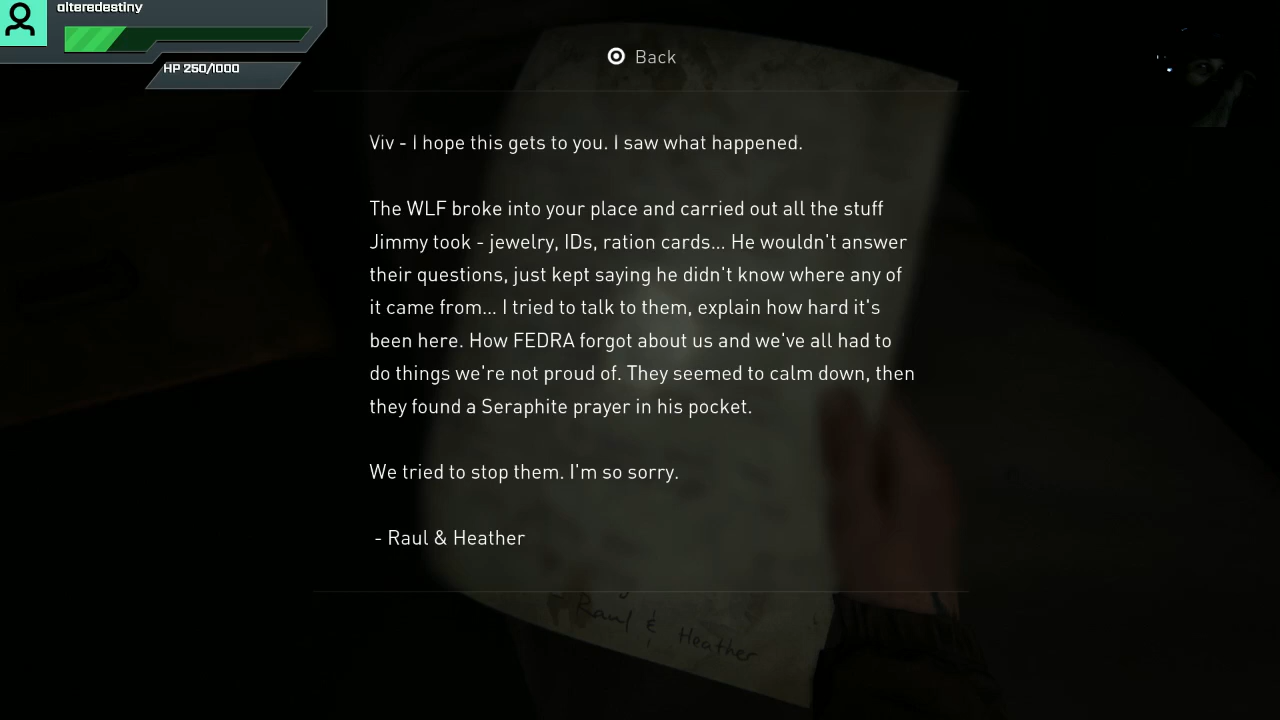 alteredestiny
HP 250/1000
Back
Viv - I hope this gets to you. I saw what happened.
The WLF broke into your place and carried out all the stuff
Jimmy took - jewelry, IDs, ration cards... He wouldn't answer
their questions, just kept saying he didn't know where any of
it came from... I tried to talk to them, explain how hard it's
been here. How FEDRA forgot about us and we've all had to
do things we're not proud of. They seemed to calm down, then
they found a Seraphite prayer in his pocket.
We tried to stop them. I'm so sorry.
- Raul & Heather
Raul & Heather